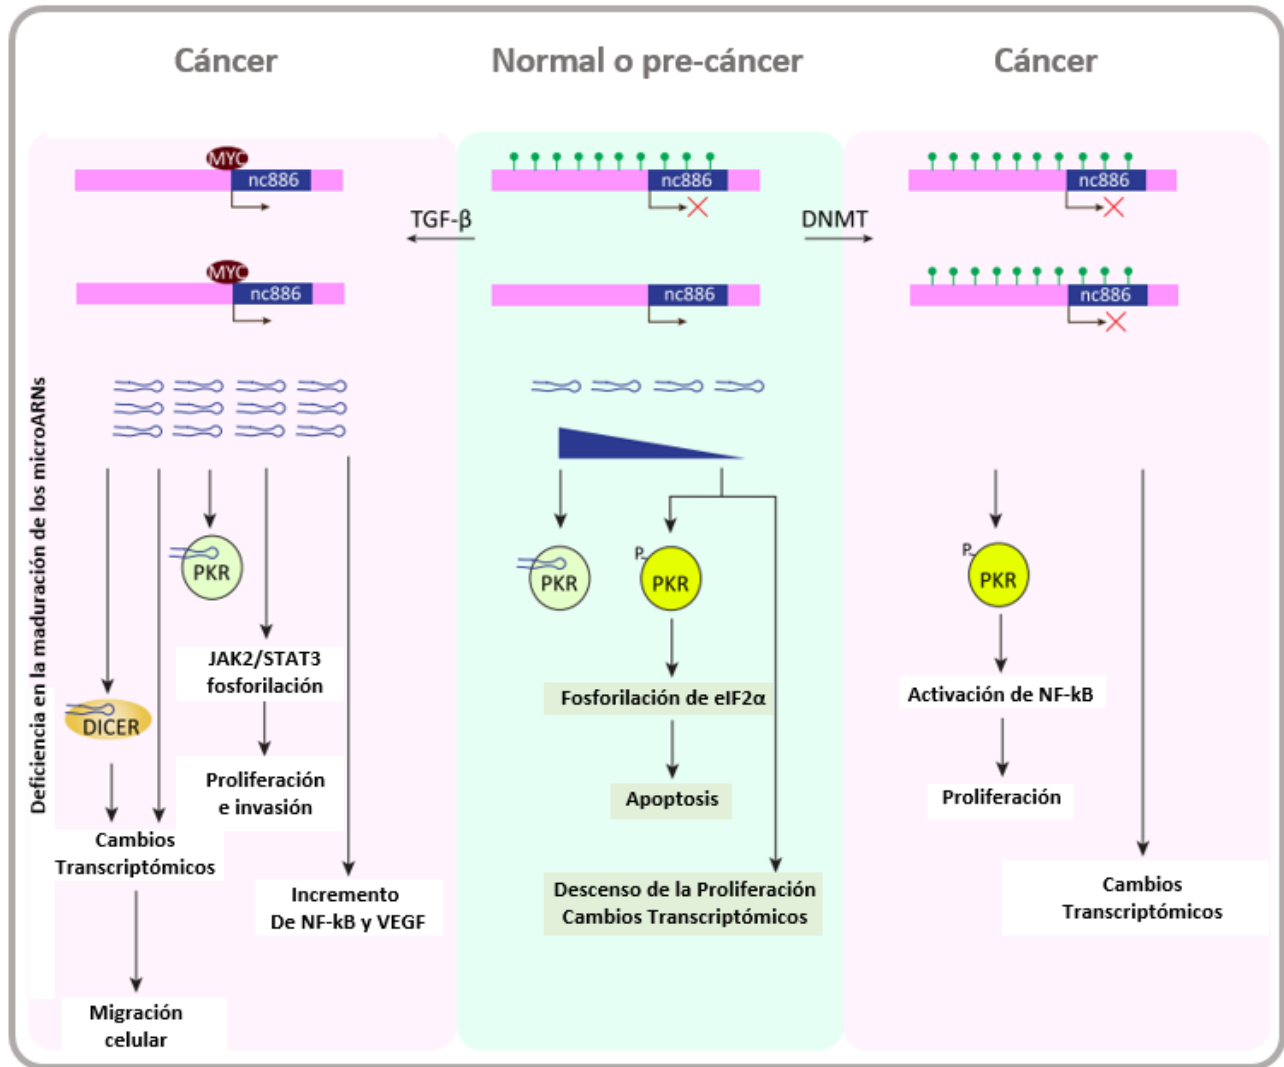 Cáncer
Normal o pre-cáncer
Cáncer
MYC
nc886
nc886
nc886
TGF-β
DNMT
MYC
nc886
nc886
nc886
Deficiencia en la maduración de los microARNs
PKR
PKR
P
PKR
P
PKR
JAK2/STAT3
fosforilación
DICER
Fosforilación de eIF2α
Activación de NF-kB
Proliferación
e invasión
Apoptosis
Proliferación
Cambios
Transcriptómicos
Incremento
De NF-kB y VEGF
Descenso de la Proliferación
Cambios Transcriptómicos
Cambios
Transcriptómicos
Migración
celular